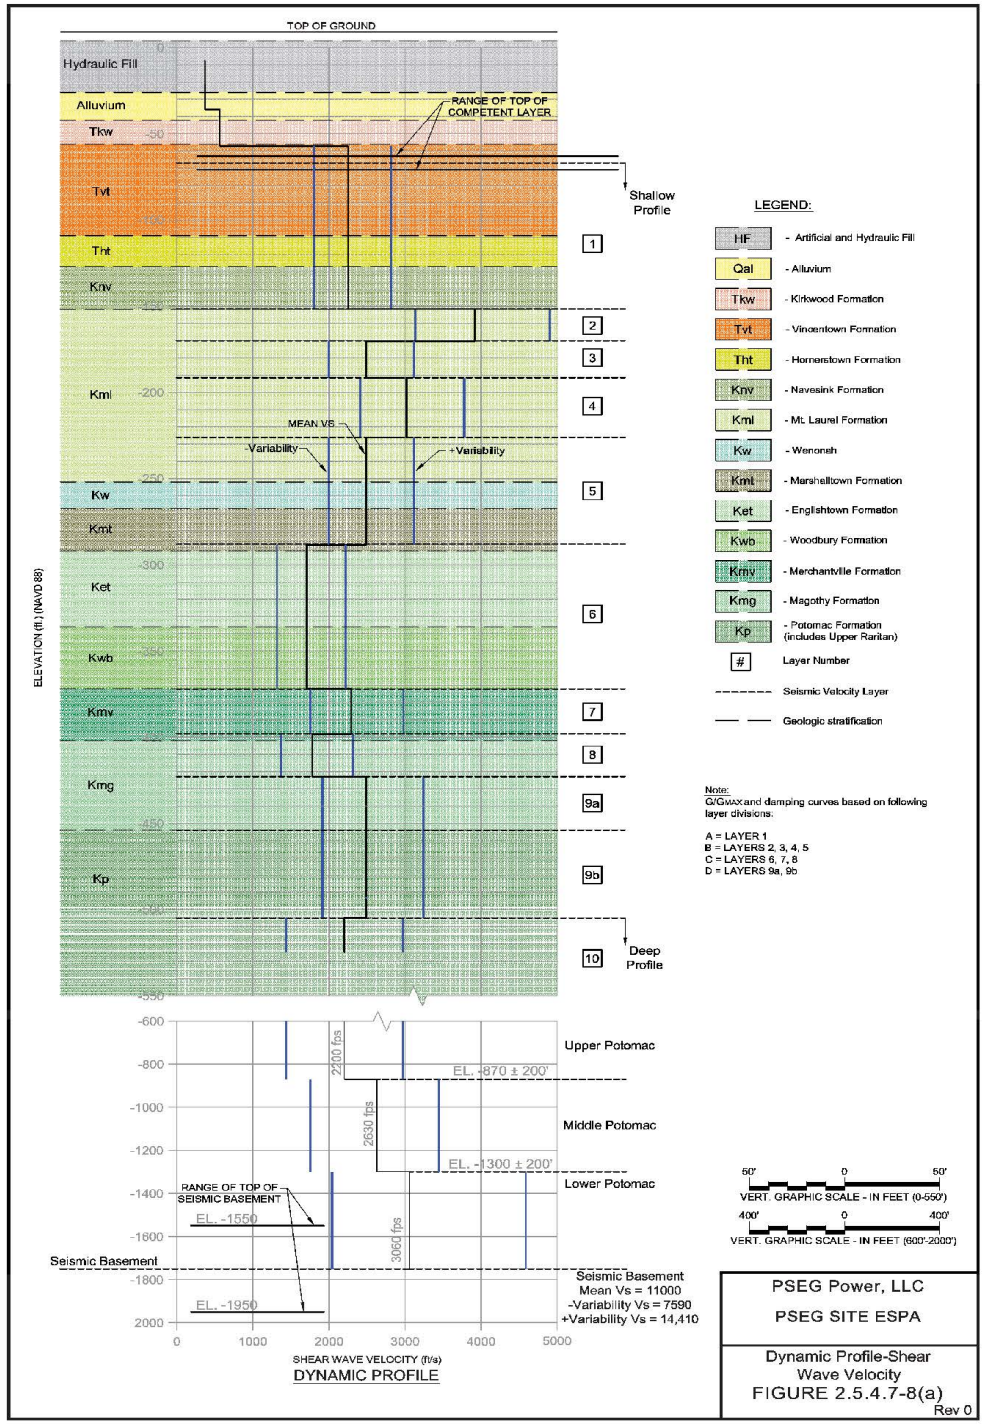 TOP OF GROUND
0
Hydraulic Fill
Alluvium
RANGE OF TOP OF
COMPETENT LAYER
Tkw
-50
Tvt
Shallow
Profile
-100
1
Tht
Knv
-150
2
3
Kml
-200
4
MEAN VS
-Variability
+Variability
-250
Kw
5
Kmt
-300
Ket
6
ELEVATION (ft.) (NAVD 88)
-350
Kwb
Kmv
7
-400
8
Kmg
9a
-450
Kp
9b
-500
Deep
Profile
10
-550
LEGEND:
HF - Artificial and Hydraulic Fill
Qal - Alluvium
Tkw - Kirkwood Formation
Tvt - Vincentown Formation
Tht - Hornerstown Formation
Knv - Navesink Formation
Kml - Mt. Laurel Formation
Kw - Wenonah
Kmt - Marshalltown Formation
Ket - Englishtown Formation
Kwb - Woodbury Formation
Kmv - Merchantville Formation
Kmg - Magothy Formation
Kp - Potomac Formation
(includes Upper Raritan)
# Layer Number
Seismic Velocity Layer
Geologic stratification
Note:
G/GMAX and damping curves based on following
layer divisions:
A = LAYER 1
B = LAYERS 2, 3, 4, 5
C = LAYERS 6, 7, 8
D = LAYERS 9a, 9b
-600
2200 fps
Upper Potomac
-800
EL. -870 ± 200'
-1000
2630 fps
Middle Potomac
-1200
EL. -1300 ± 200'
RANGE OF TOP OF
SEISMIC BASEMENT
Lower Potomac
-1400
EL. -1550
3060 fps
-1600
Seismic Basement
-1800
EL. -1950
2000
Seismic Basement
Mean Vs = 11000
-Variability Vs = 7590
+Variability Vs = 14,410
0 1000 2000 3000 4000 5000
SHEAR WAVE VELOCITY (ft/s)
DYNAMIC PROFILE
50' 0 50'
VERT. GRAPHIC SCALE - IN FEET (0-550')
400' 0 400'
VERT. GRAPHIC SCALE - IN FEET (600'-2000')
PSEG Power, LLC
PSEG SITE ESPA
Dynamic Profile-Shear
Wave Velocity
FIGURE 2.5.4.7-8(a)
Rev 0